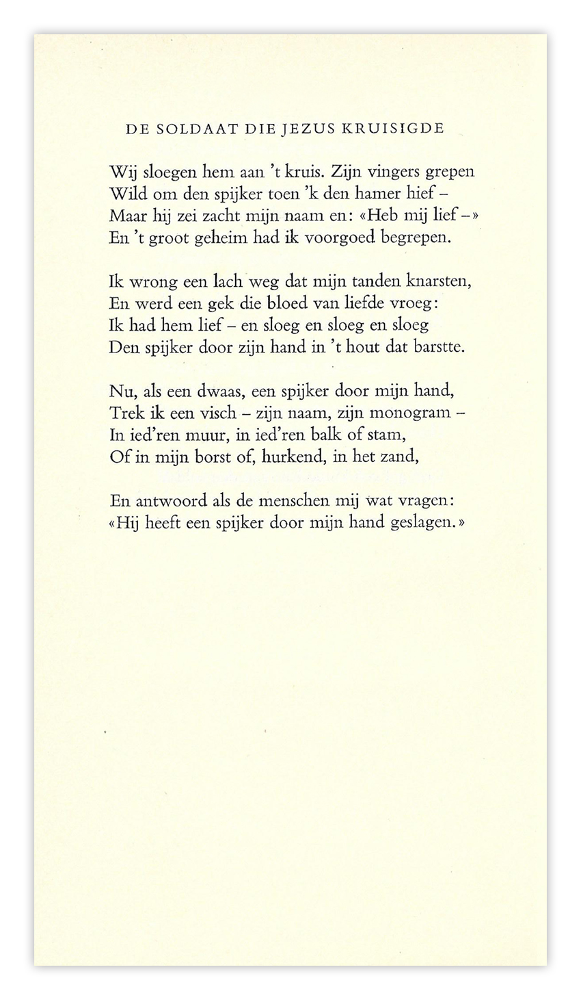 DE SOLDAAT DIE JEZUS KRUISIGDE
Wij sloegen hem aan ’t kruis. Zijn vingers grepen
Wild om den spijker toen ’k den hamer hief –
Maar hij zei zacht mijn naam en: «Heb mij lief –»
En ’t groot geheim had ik voorgoed begrepen.
Ik wrong een lach weg dat mijn tanden knarsten,
En werd een gek die bloed van liefde vroeg:
Ik had hem lief – en sloeg en sloeg en sloeg
Den spijker door zijn hand in ’t hout dat barstte.
Nu, als een dwaas, een spijker door mijn hand,
Trek ik een visch – zijn naam, zijn monogram –
In ied’ren muur, in ied’ren balk of stam,
Of in mijn borst of, hurkend, in het zand,
En antwoord als de menschen mij wat vragen:
«Hij heeft een spijker door mijn hand geslagen.»